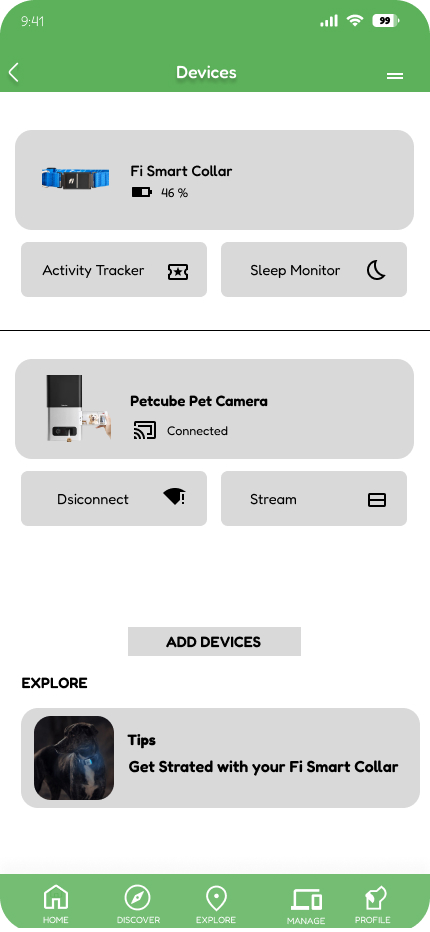 9:41
99
Devices
Fi Smart Collar
46 %
Activity Tracker
Sleep Monitor
Petcube Pet Camera
Connected
Dsiconnect
Stream
ADD DEVICES
EXPLORE
Tips
Get Strated with your Fi Smart Collar
HOME
DISCOVER
EXPLORE
MANAGE
PROFILE